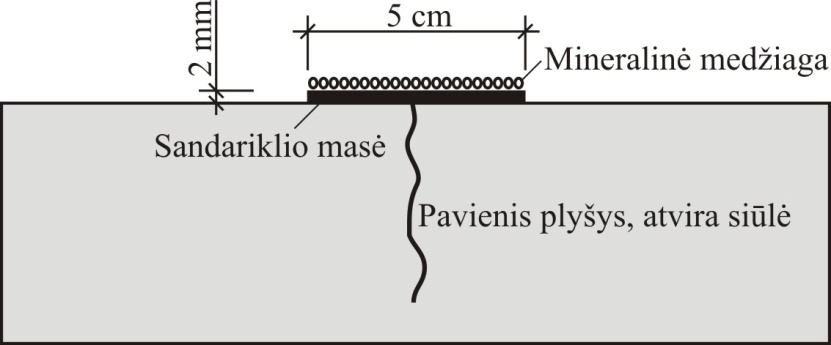 5 cm
2 mm
Mineralinė medžiaga
Sandariklio masė
Pavienis plyšys, atvira siūlė